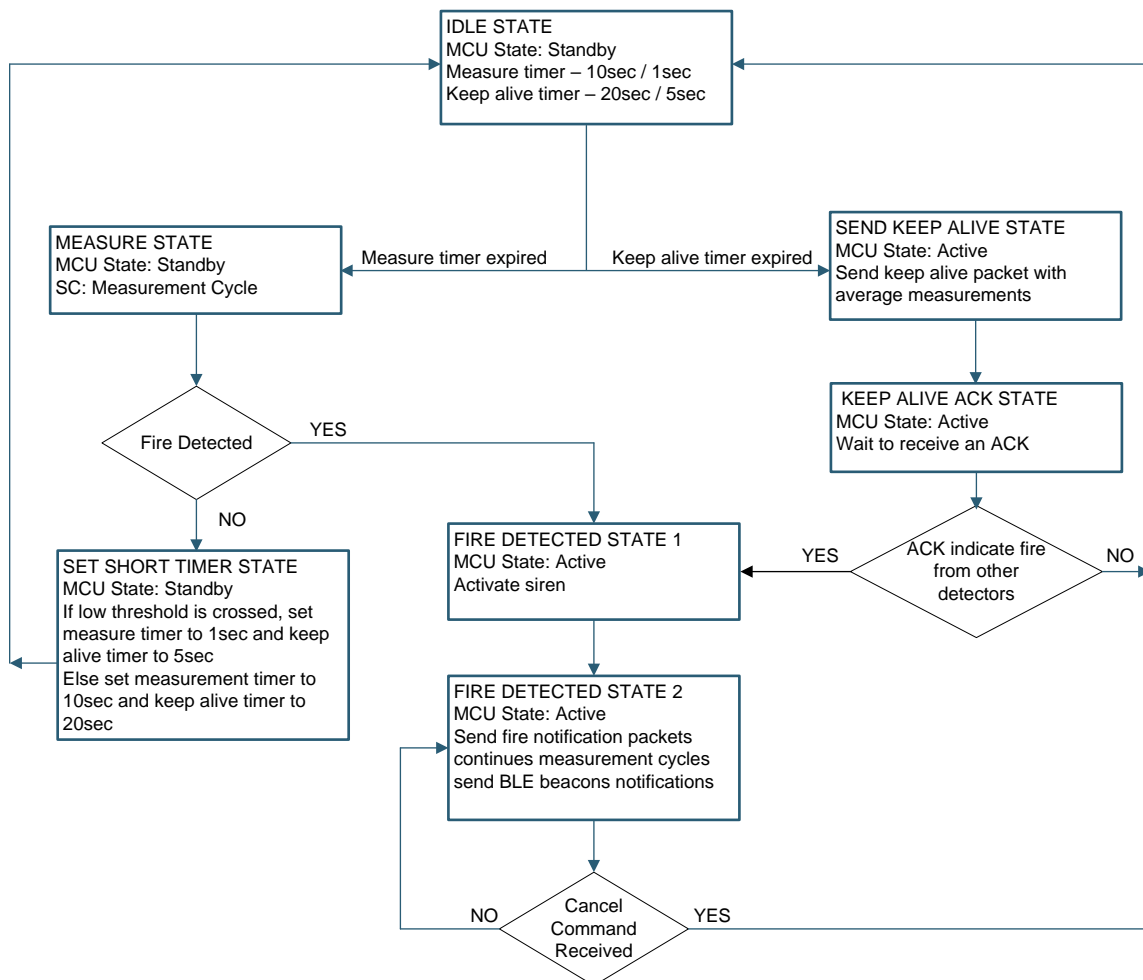 IDLE STATE
MCU State: Standby
Measure timer – 10sec / 1sec
Keep alive timer – 20sec / 5sec
MEASURE STATE
MCU State: Standby
SC: Measurement Cycle
Measure timer expired
Keep alive timer expired
SEND KEEP ALIVE STATE
MCU State: Active
Send keep alive packet with
average measurements
KEEP ALIVE ACK STATE
MCU State: Active
Wait to receive an ACK
Fire Detected
YES
NO
SET SHORT TIMER STATE
MCU State: Standby
If low threshold is crossed, set
measure timer to 1sec and keep
alive timer to 5sec
Else set measurement timer to
10sec and keep alive timer to
20sec
FIRE DETECTED STATE 1
MCU State: Active
Activate siren
YES
ACK indicate fire
from other
detectors
NO
FIRE DETECTED STATE 2
MCU State: Active
Send fire notification packets
continues measurement cycles
send BLE beacons notifications
NO
Cancel
Command
Received
YES